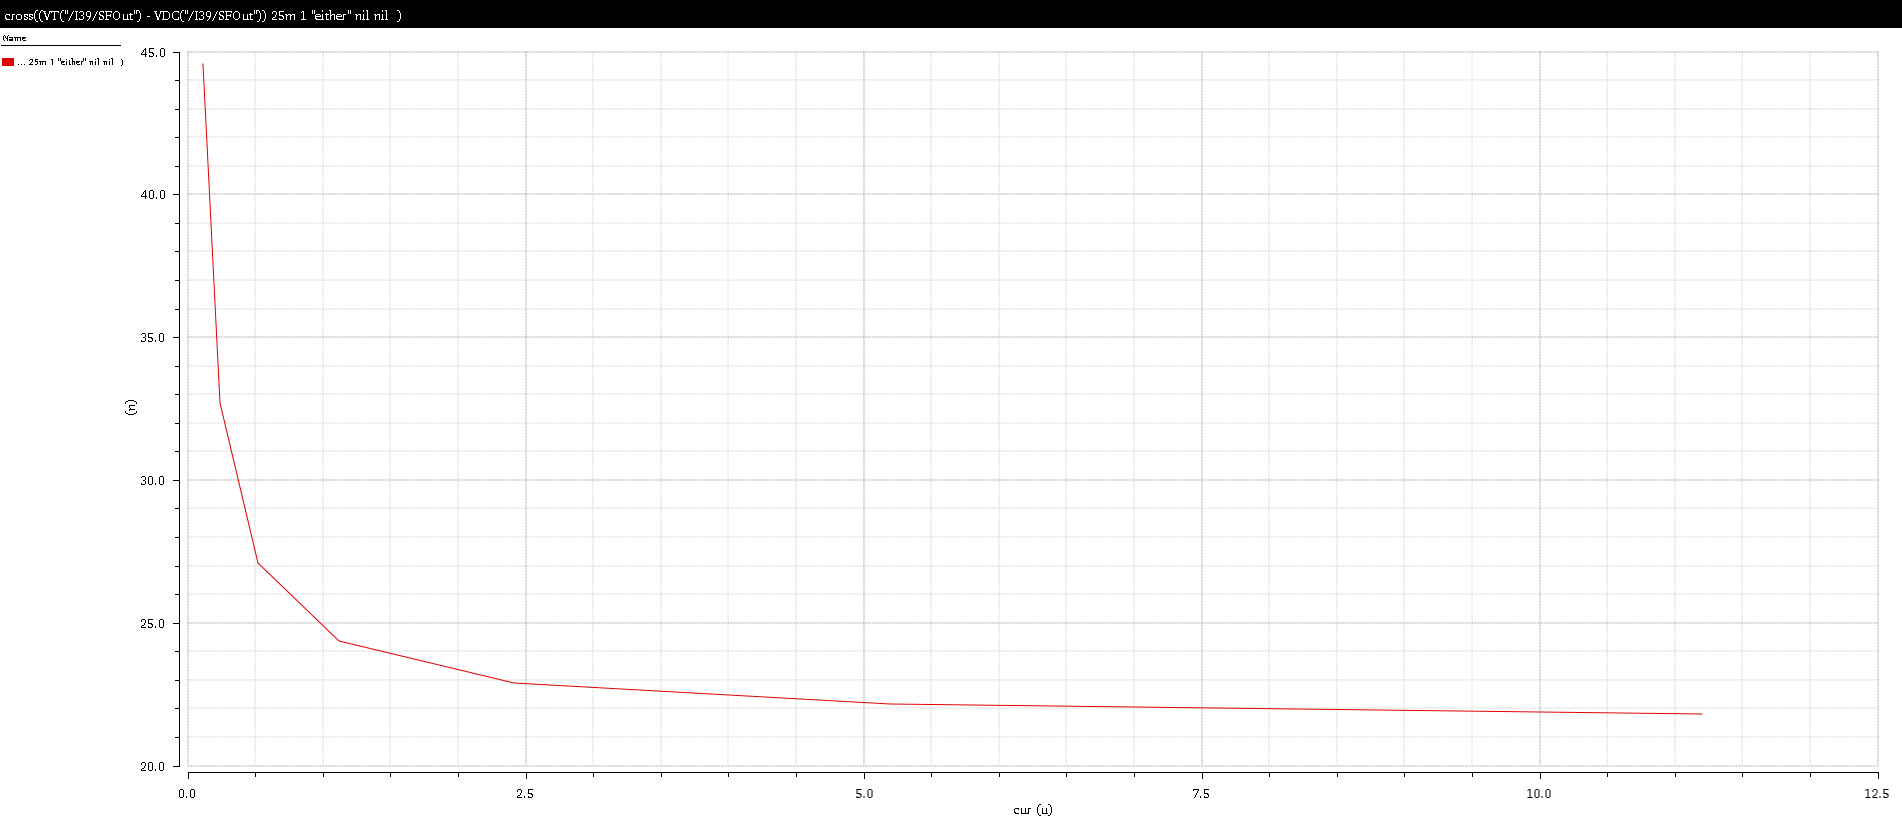 cross((VT("/I39/SFOut") - VDC("/I39/SFOut")) 25m 1 "either" nil nil )
Name
... 25m 1 "either" nil nil )
45.0
40.0
35.0
30.0
25.0
20.0
(n)
0.0 2.5 5.0 7.5 10.0 12.5
cur (u)